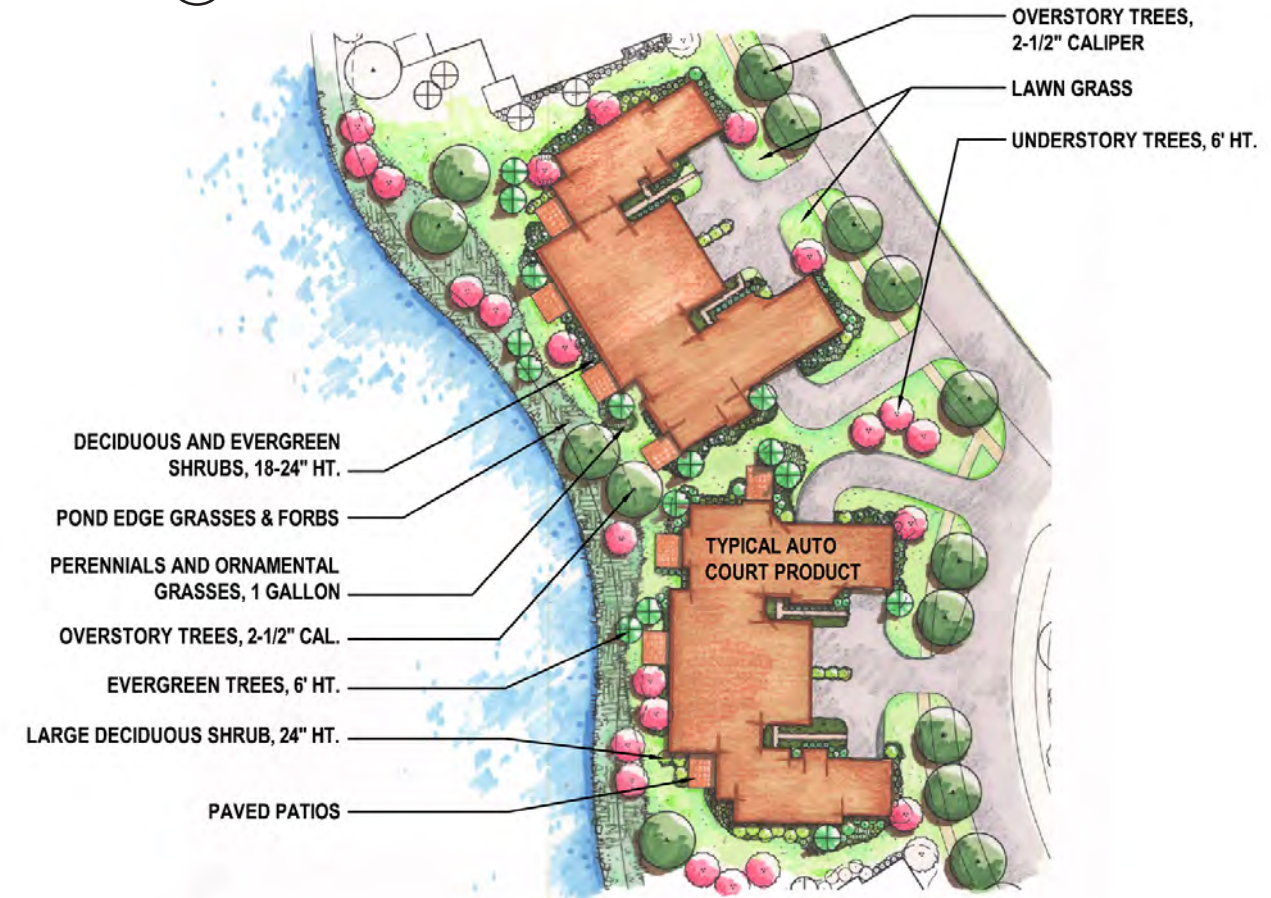 OVERSTORY TREES,
2-1/2" CALIPER
LAWN GRASS
UNDERSTORY TREES, 6' HT.
DECIDUOUS AND EVERGREEN
SHRUBS, 18-24" HT.
POND EDGE GRASSES & FORBS
PERENNIALS AND ORNAMENTAL
GRASSES, 1 GALLON
OVERSTORY TREES, 2-1/2" CAL.
EVERGREEN TREES, 6' HT.
LARGE DECIDUOUS SHRUB, 24" HT.
PAVED PATIOS
TYPICAL AUTO
COURT PRODUCT